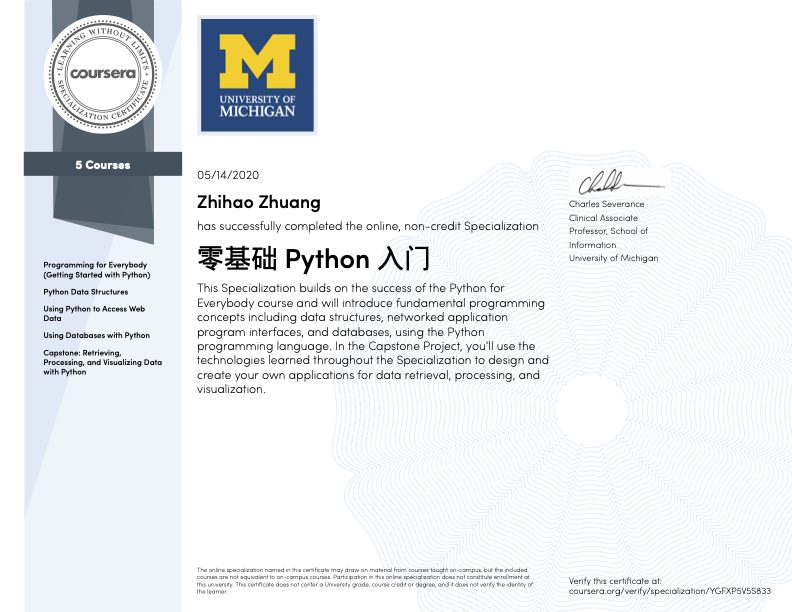 LEARNING WITHOUT LIMITS
coursera
SPECIALIZATION CERTIFICATE
M
UNIVERSITY OF
MICHIGAN
5 Courses
Programming for Everybody
(Getting Started with Python)
Python Data Structures
Using Python to Access Web
Data
Using Databases with Python
Capstone: Retrieving,
Processing, and Visualizing Data
with Python
05/14/2020
Zhihao Zhuang
has successfully completed the online, non-credit Specialization
零基础 Python 入门
This Specialization builds on the success of the Python for
Everybody course and will introduce fundamental programming
concepts including data structures, networked application
program interfaces, and databases, using the Python
programming language. In the Capstone Project, you’ll use the
technologies learned throughout the Specialization to design and
create your own applications for data retrieval, processing, and
visualization.
Charles Severance
Clinical Associate
Professor, School of
Information
University of Michigan
The online specialization named in this certificate may draw on material from courses taught on-campus, but the included
courses are not equivalent to on-campus courses. Participation in this online specialization does not constitute enrollment at
this university. This certificate does not confer a University grade, course credit or degree, and it does not verify the identity of
the learner.
Verify this certificate at:
coursera.org/verify/specialization/YGFXP5V5S833